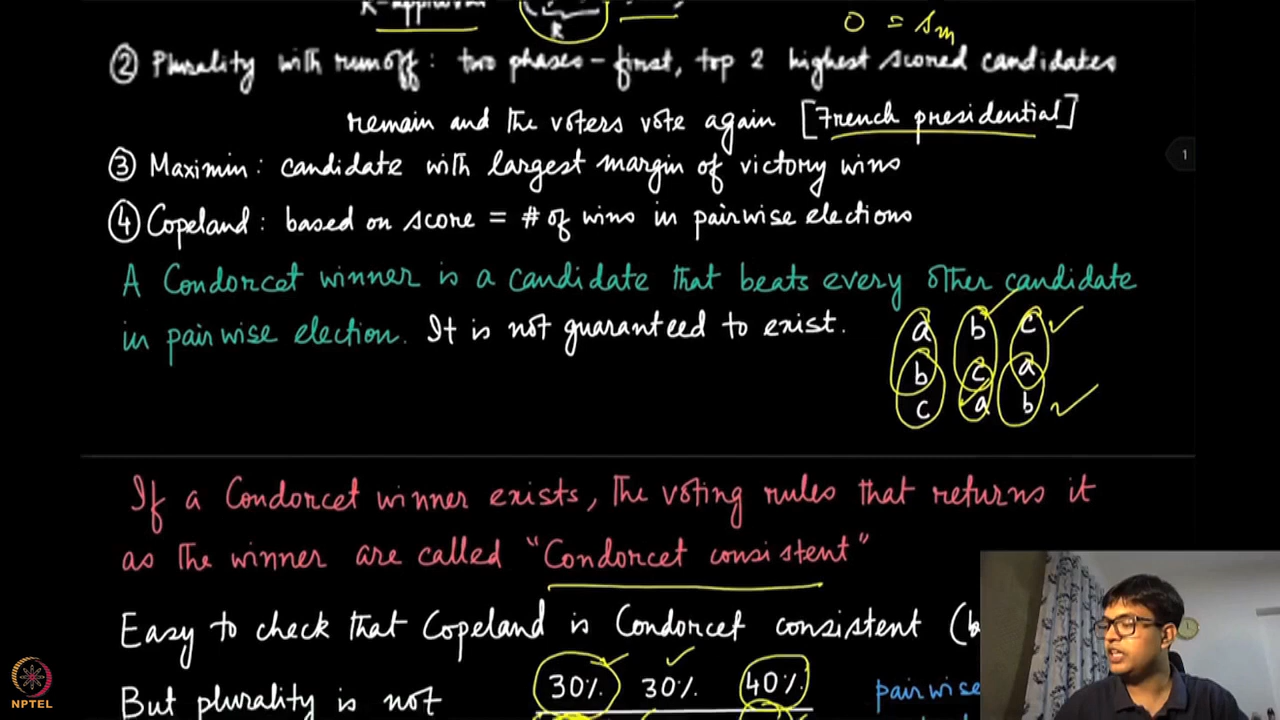 K-approval
K
0 = sm
② Plurality with runoff: two phases - first, top 2 highest scored candidates
remain and the voters vote again [French presidential]
③ Maximin: candidate with largest margin of victory wins
1
④ Copeland: based on score = # of wins in pairwise elections
A Condorcet winner is a candidate that beats every other candidate
in pairwise election. It is not guaranteed to exist.
a b c
b c a
c a b
If a Condorcet winner exists, the voting rules that returns it
as the winner are called "Condorcet consistent"
Easy to check that Copeland is Condorcet consistent (b
30% 30% 40% pairwise
But plurality is not
NPTEL